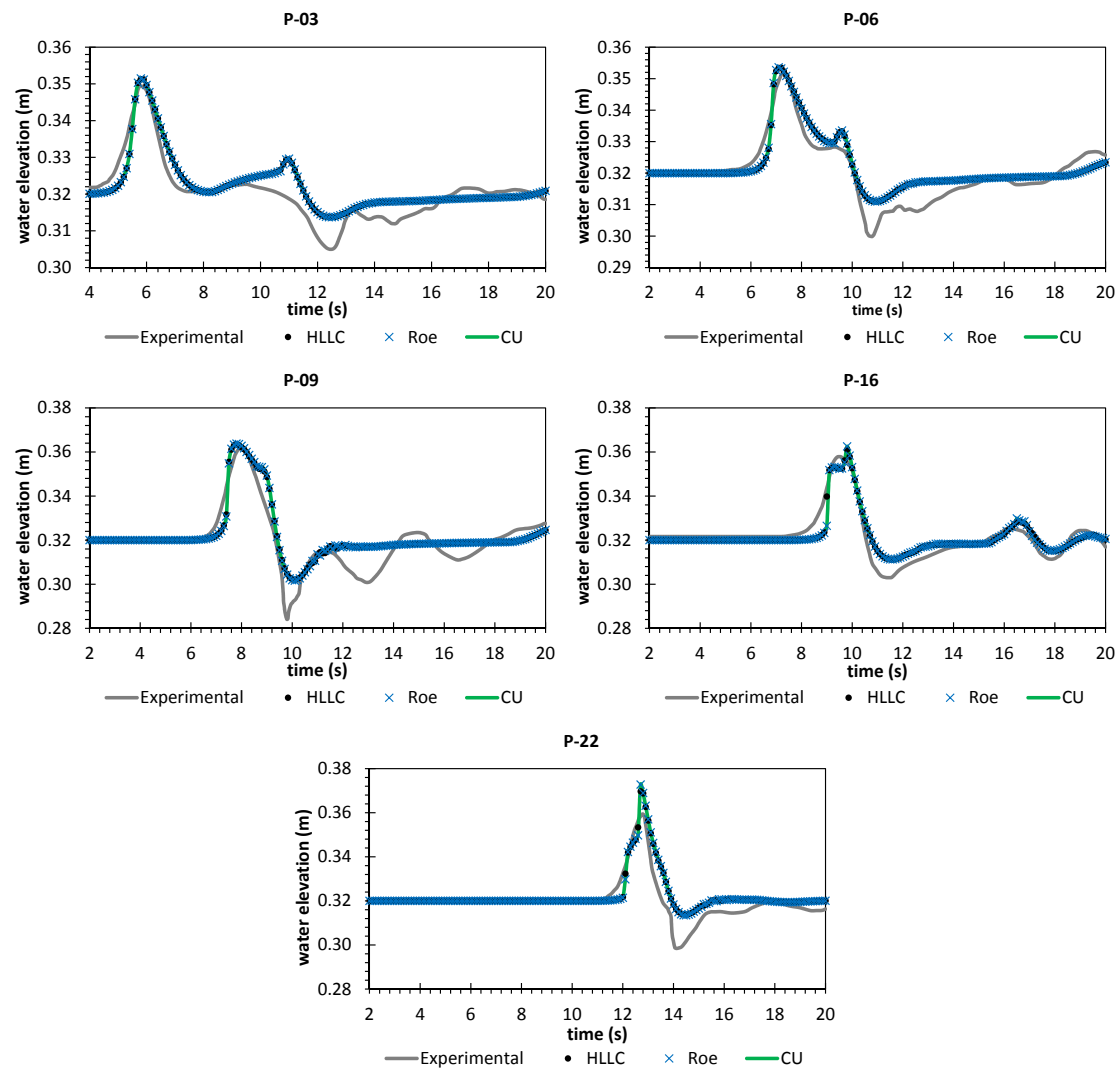 P-03
0.36
0.35
0.34
0.33
0.32
0.31
0.30
water elevation (m)
4 6 8 10 12 14 16 18 20
time (s)
Experimental HLLC Roe CU
P-06
0.36
0.35
0.34
0.33
0.32
0.31
0.30
0.29
water elevation (m)
2 4 6 8 10 12 14 16 18 20
time (s)
Experimental HLLC Roe CU
P-09
0.38
0.36
0.34
0.32
0.30
0.28
water elevation (m)
2 4 6 8 10 12 14 16 18 20
time (s)
Experimental HLLC Roe CU
P-16
0.38
0.36
0.34
0.32
0.30
0.28
water elevation (m)
2 4 6 8 10 12 14 16 18 20
time (s)
Experimental HLLC Roe CU
P-22
0.38
0.36
0.34
0.32
0.30
0.28
water elevation (m)
2 4 6 8 10 12 14 16 18 20
time (s)
Experimental HLLC Roe CU